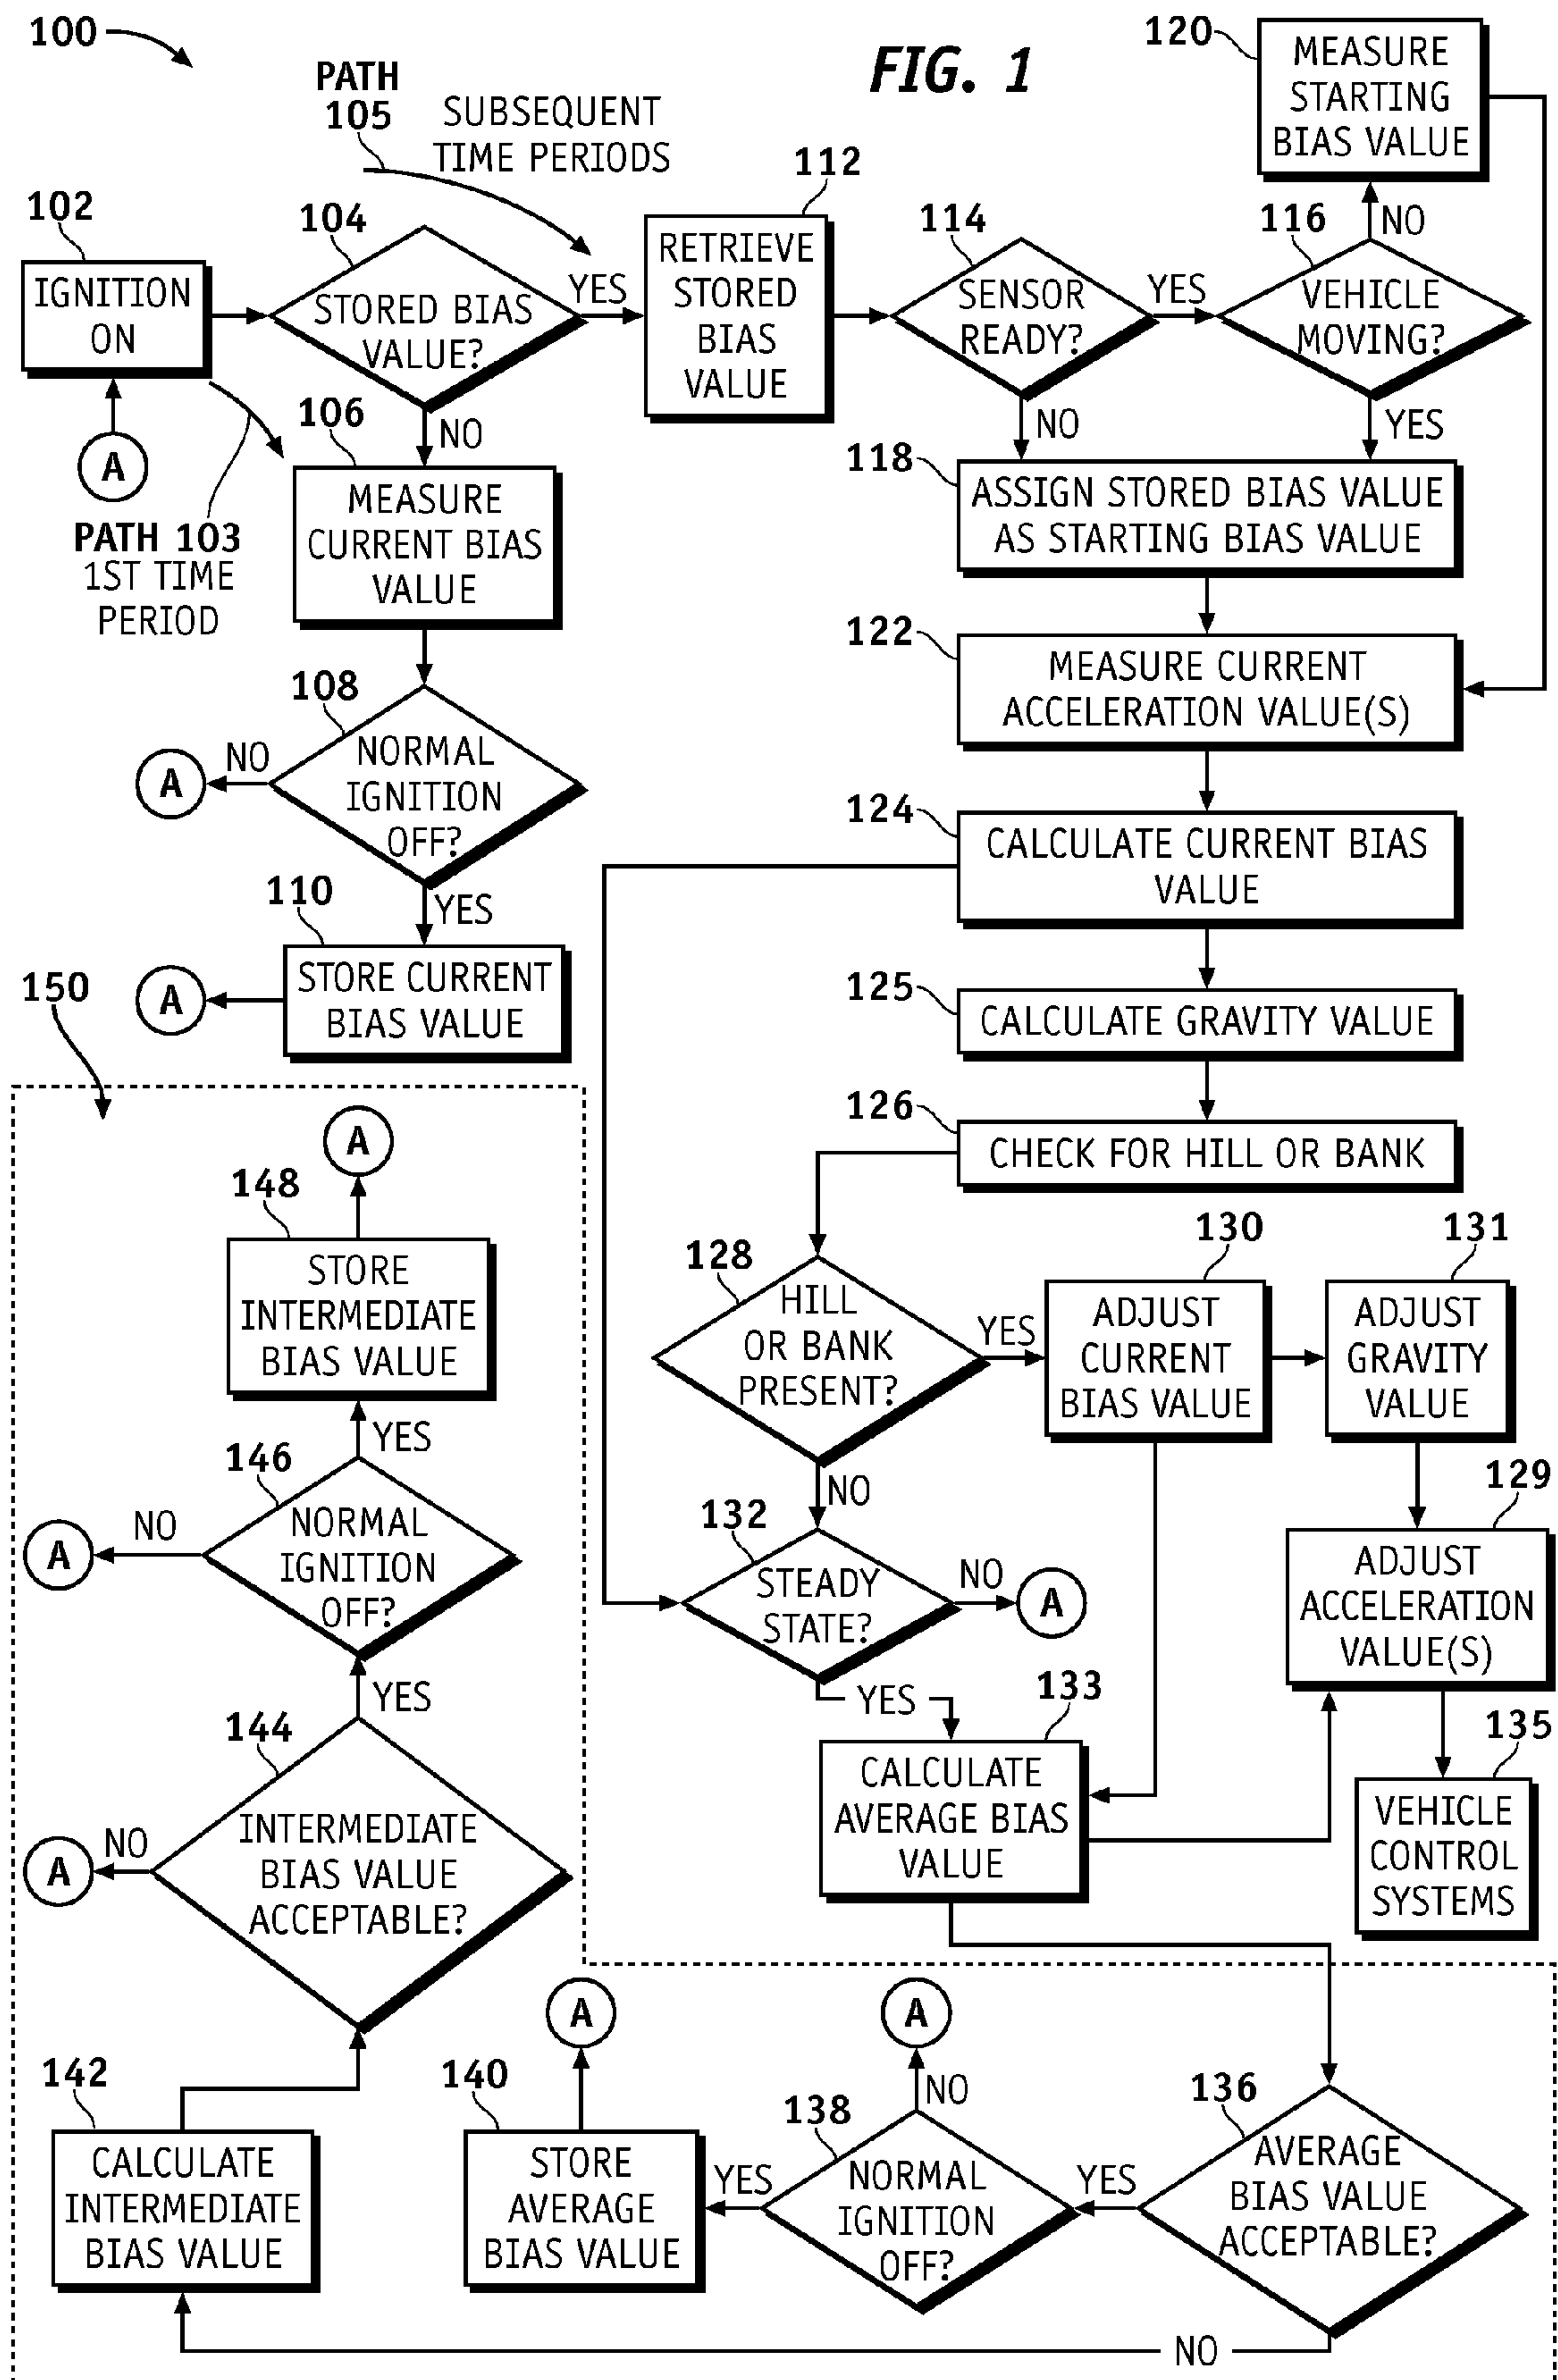 100
FIG. 1
PATH
105
SUBSEQUENT
TIME PERIODS
102
IGNITION
ON
A
PATH 103
1ST TIME
PERIOD
104
STORED BIAS
VALUE?
YES
NO
106
MEASURE
CURRENT BIAS
VALUE
108
NORMAL
IGNITION
OFF?
NO
A
YES
110
STORE CURRENT
BIAS VALUE
A
112
RETRIEVE
STORED
BIAS
VALUE
114
SENSOR
READY?
YES
NO
116
VEHICLE
MOVING?
NO
YES
120
MEASURE
STARTING
BIAS VALUE
118
ASSIGN STORED BIAS VALUE
AS STARTING BIAS VALUE
122
MEASURE CURRENT
ACCELERATION VALUE(S)
124
CALCULATE CURRENT BIAS
VALUE
125
CALCULATE GRAVITY VALUE
126
CHECK FOR HILL OR BANK
128
HILL
OR BANK
PRESENT?
YES
NO
130
ADJUST
CURRENT
BIAS VALUE
131
ADJUST
GRAVITY
VALUE
129
ADJUST
ACCELERATION
VALUE(S)
132
STEADY
STATE?
NO
A
YES
133
CALCULATE
AVERAGE BIAS
VALUE
135
VEHICLE
CONTROL
SYSTEMS
150
A
148
STORE
INTERMEDIATE
BIAS VALUE
YES
146
NORMAL
IGNITION
OFF?
NO
A
YES
144
INTERMEDIATE
BIAS VALUE
ACCEPTABLE?
NO
A
142
CALCULATE
INTERMEDIATE
BIAS VALUE
A
140
STORE
AVERAGE
BIAS VALUE
YES
A
NO
138
NORMAL
IGNITION
OFF?
YES
136
AVERAGE
BIAS VALUE
ACCEPTABLE?
NO